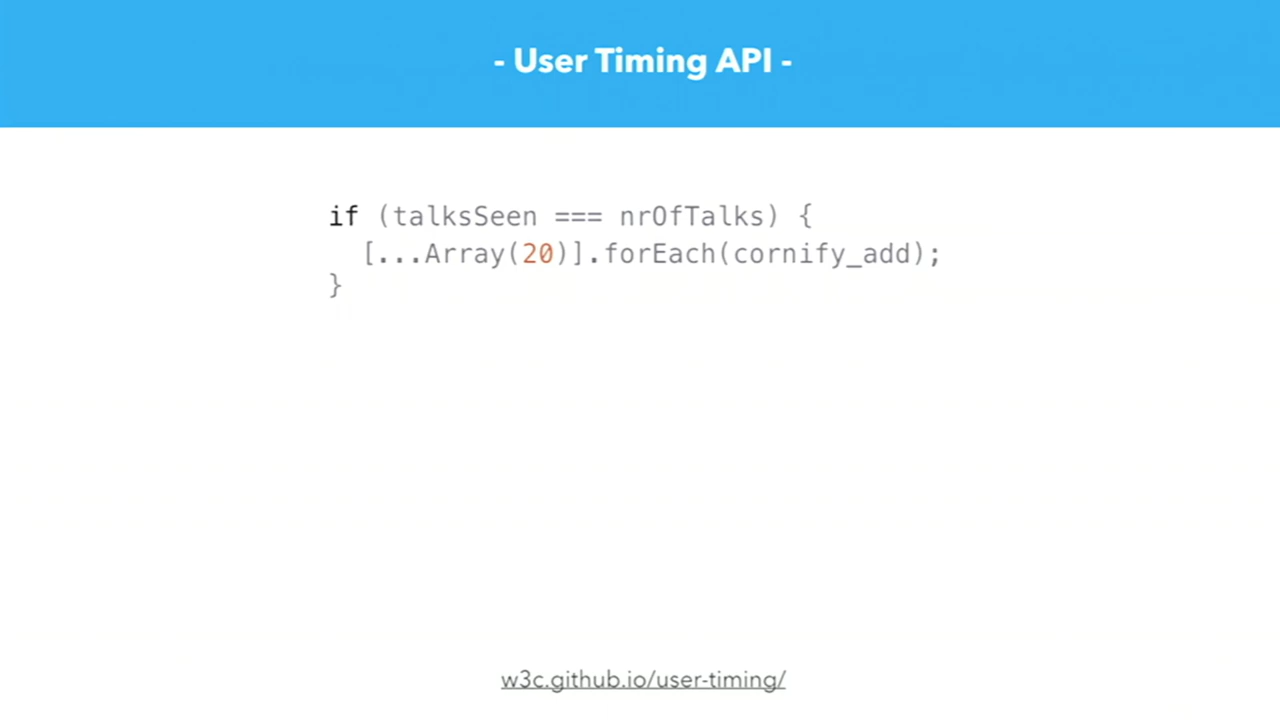 - User Timing API -
if (talksSeen === nrOfTalks) {
  [...Array(20)].forEach(cornify_add);
}
w3c.github.io/user-timing/